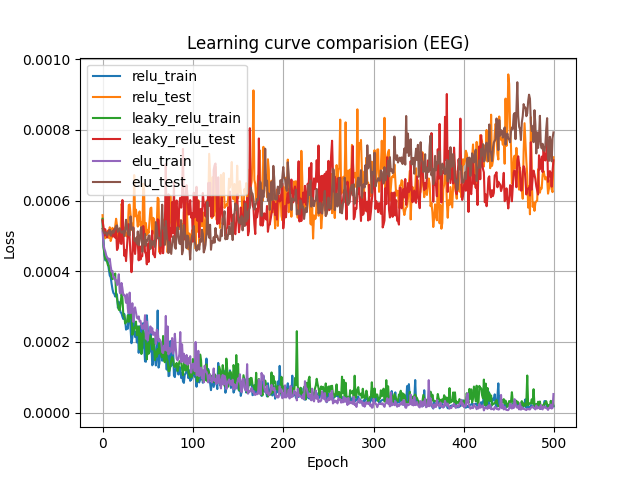 Learning curve comparision (EEG)
0.0010
0.0008
0.0006
0.0004
0.0002
0.0000
Loss
relu_train
relu_test
leaky_relu_train
leaky_relu_test
elu_train
elu_test
0 100 200 300 400 500
Epoch